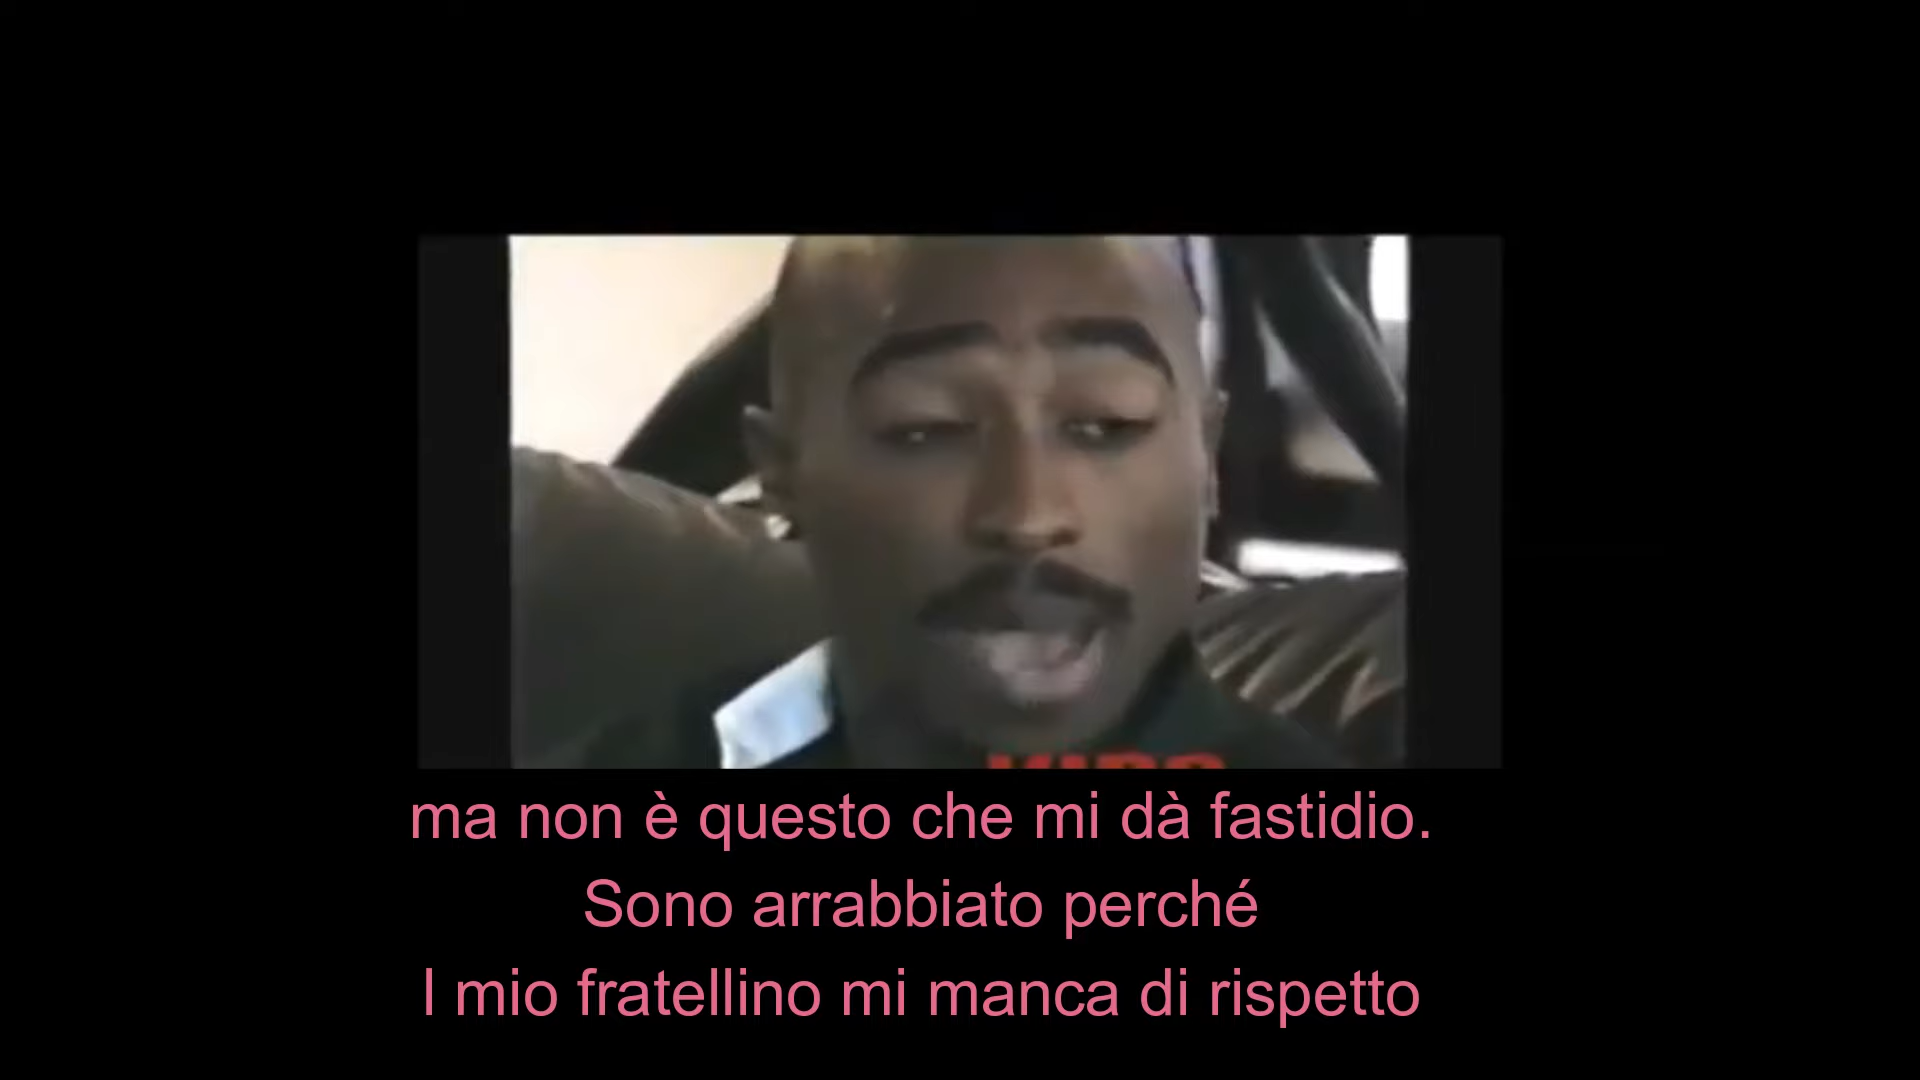 ma non è questo che mi dà fastidio.
Sono arrabbiato perché
l mio fratellino mi manca di rispetto